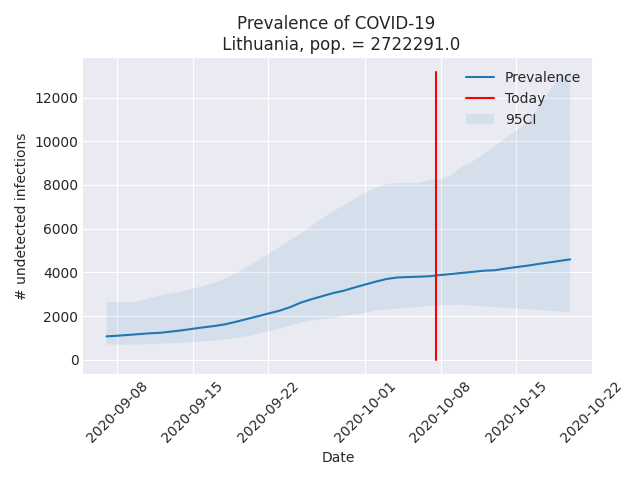 Prevalence of COVID-19
Lithuania, pop. = 2722291.0
Prevalence
Today
95CI
12000
10000
8000
6000
4000
2000
0
# undetected infections
2020-09-08
2020-09-15
2020-09-22
2020-10-01
2020-10-08
2020-10-15
2020-10-22
Date